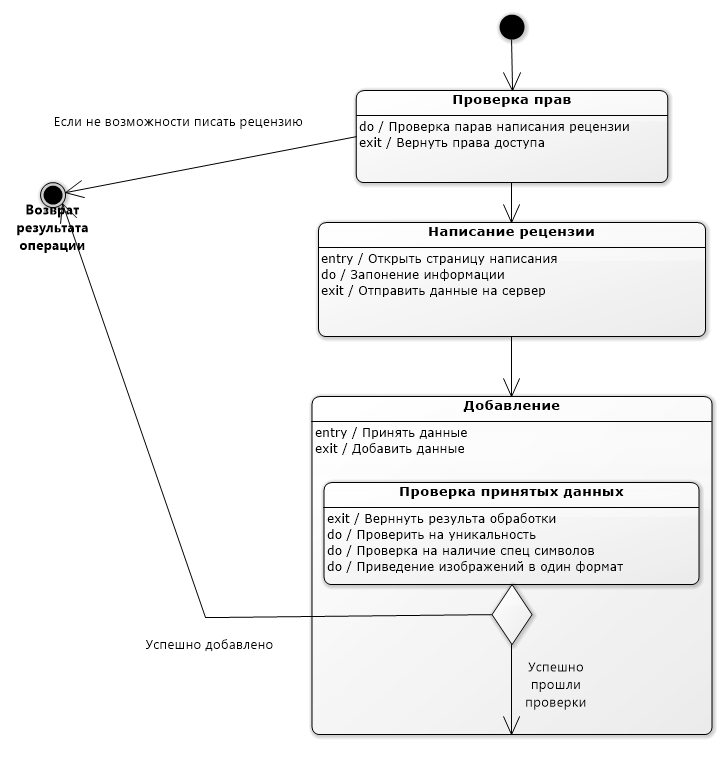 Проверка прав
Если не возможности писать рецензию
do / Проверка парав написания рецензии
exit / Вернуть права доступа
Возврат
результата
операции
Написание рецензии
entry / Открыть страницу написания
do / Запонение информации
exit / Отправить данные на сервер
Добавление
entry / Принять данные
exit / Добавить данные
Проверка принятых данных
exit / Верннуть результа обработки
do / Проверить на уникальность
do / Проверка на наличие спец символов
do / Приведение изображений в один формат
Успешно добавлено
Успешно
прошли
проверки